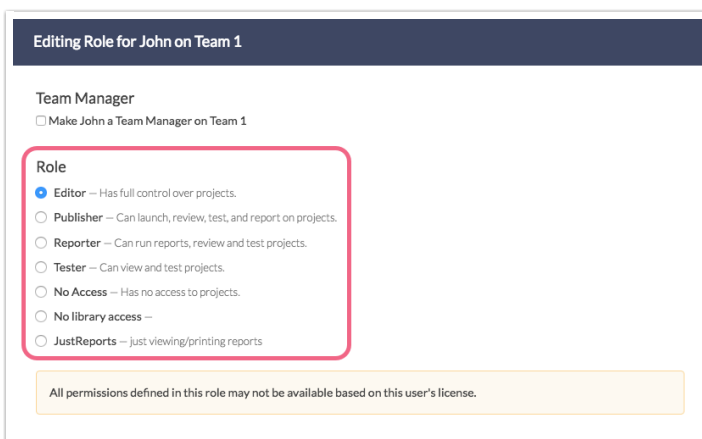 Editing Role for John on Team 1
Team Manager
Make John a Team Manager on Team 1
Role
Editor — Has full control over projects.
Publisher — Can launch, review, test, and report on projects.
Reporter — Can run reports, review and test projects.
Tester — Can view and test projects.
No Access — Has no access to projects.
No library access —
JustReports — just viewing/printing reports
All permissions defined in this role may not be available based on this user's license.